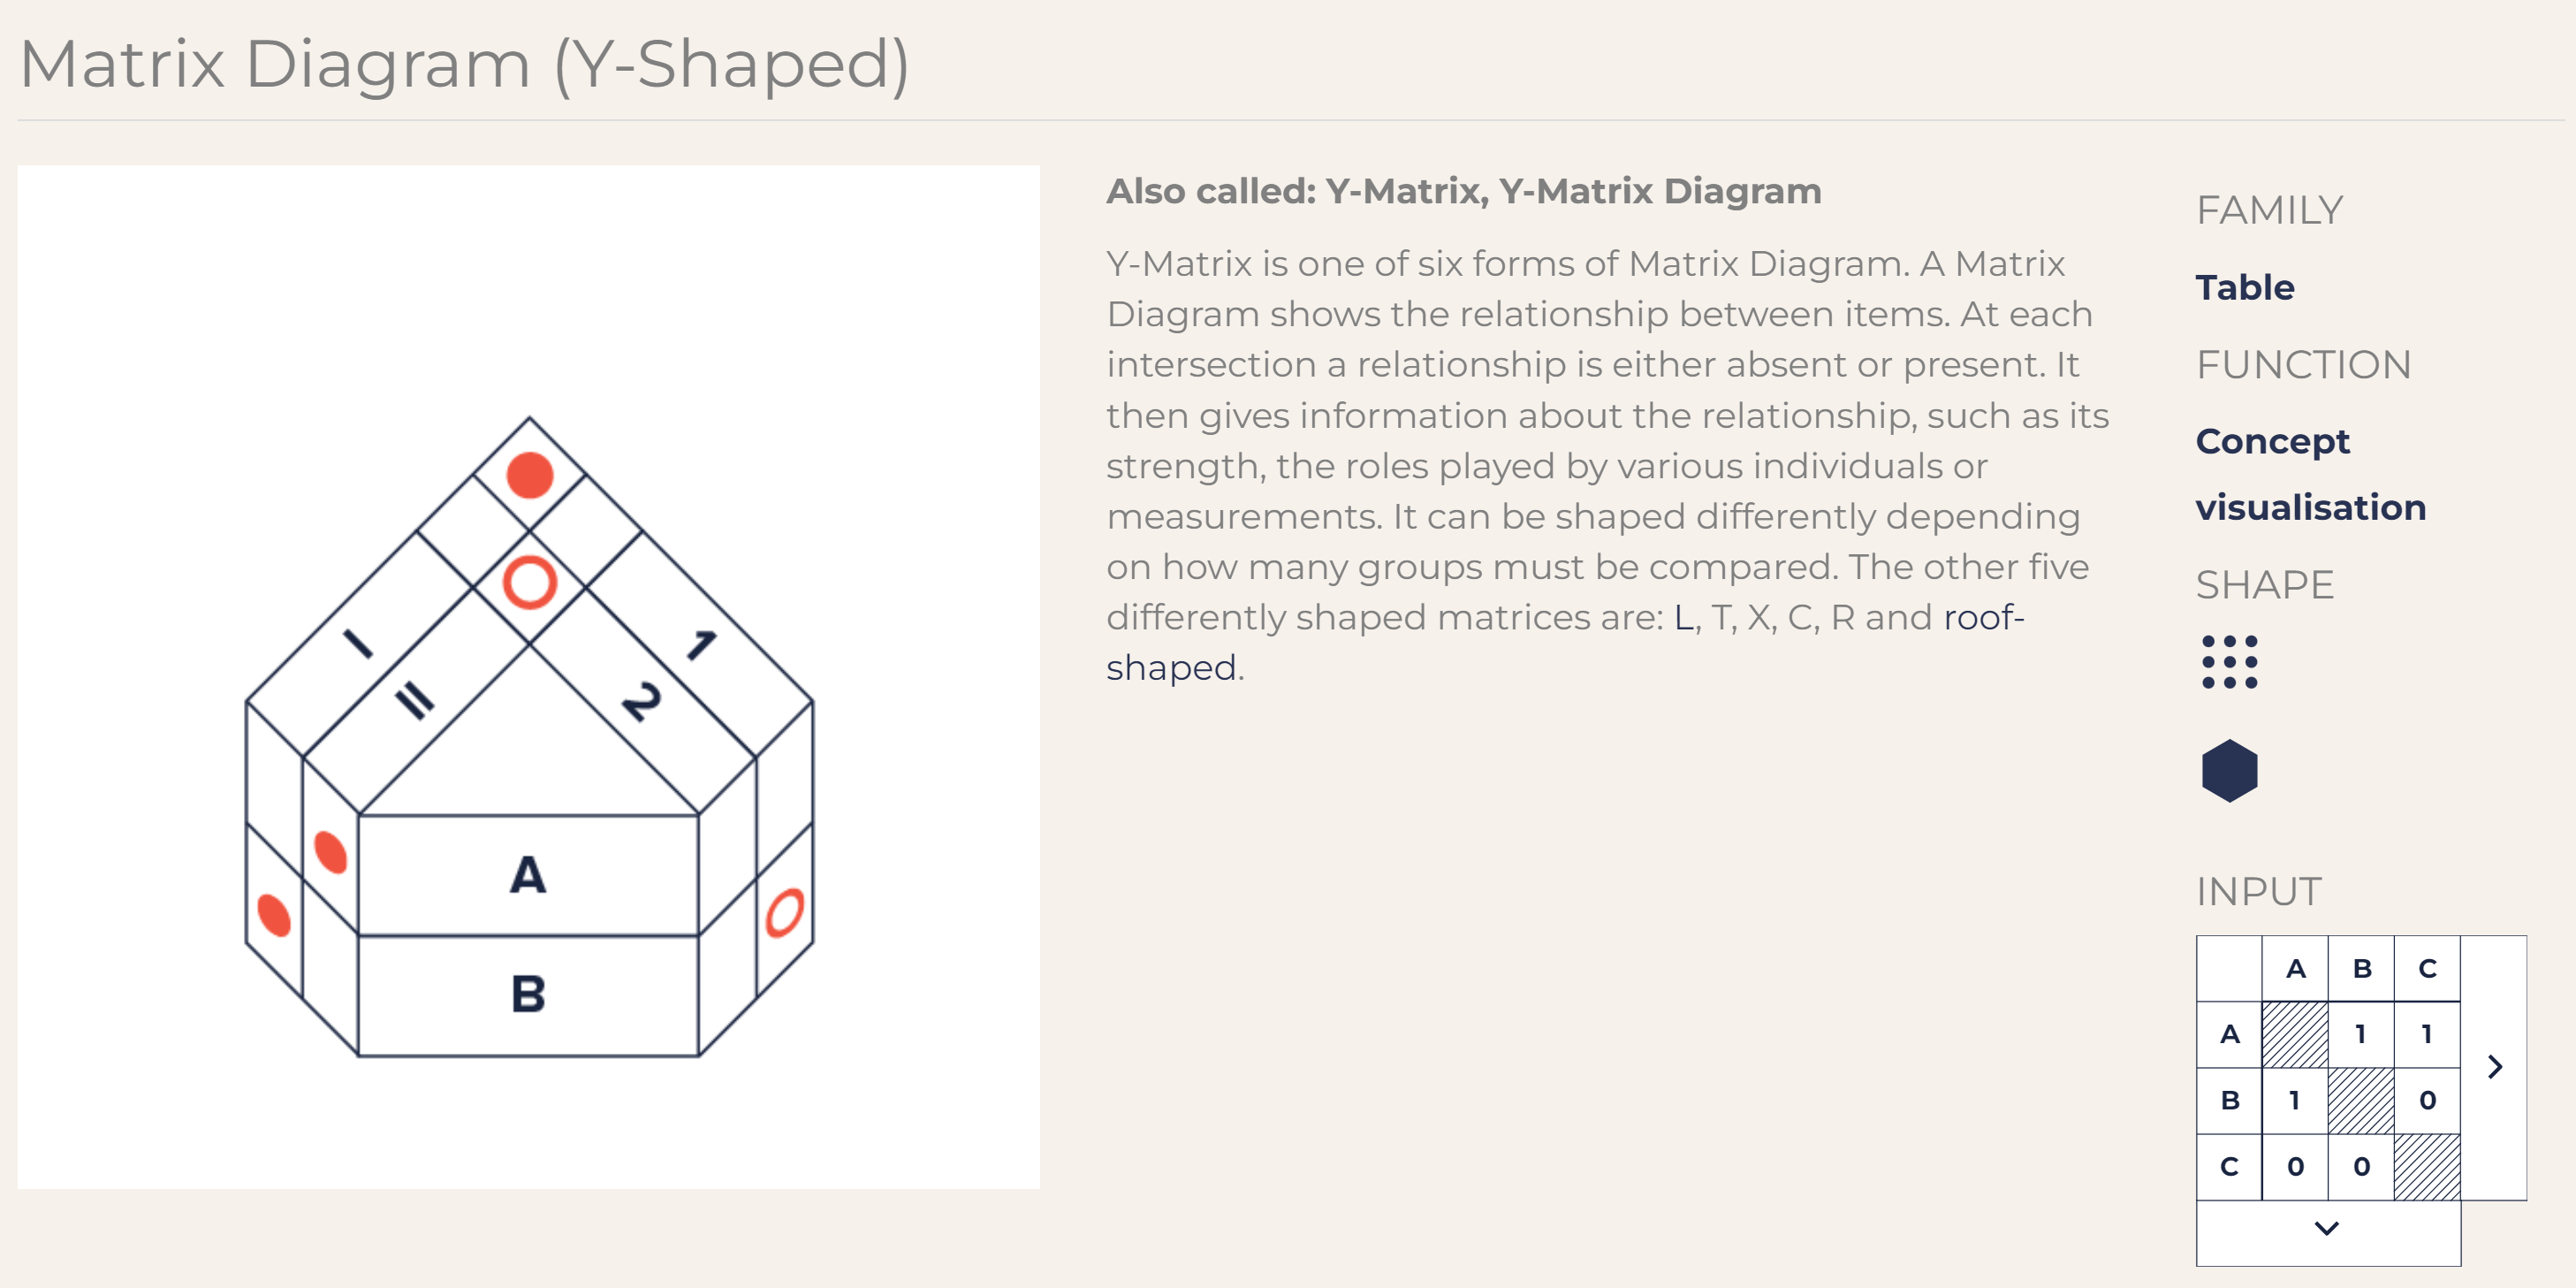 Matrix Diagram (Y-Shaped)
Also called: Y-Matrix, Y-Matrix Diagram
Y-Matrix is one of six forms of Matrix Diagram. A Matrix
Diagram shows the relationship between items. At each
intersection a relationship is either absent or present. It
then gives information about the relationship, such as its
strength, the roles played by various individuals or
measurements. It can be shaped differently depending
on how many groups must be compared. The other five
differently shaped matrices are: L, T, X, C, R and roof-
shaped.
I
II
1
2
A
B
FAMILY
Table
FUNCTION
Concept
visualisation
SHAPE
INPUT
A B C
A 1 1
B 1 0
C 0 0